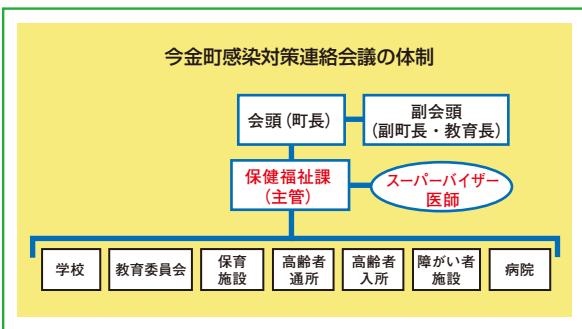 今金町感染対策連絡会議の体制
会頭（町長）
副会頭
（副町長・教育長）
保健福祉課
（主管）
スーパーバイザー
医師
学校
教育委員会
保育
施設
高齢者
通所
高齢者
入所
障がい者
施設
病院